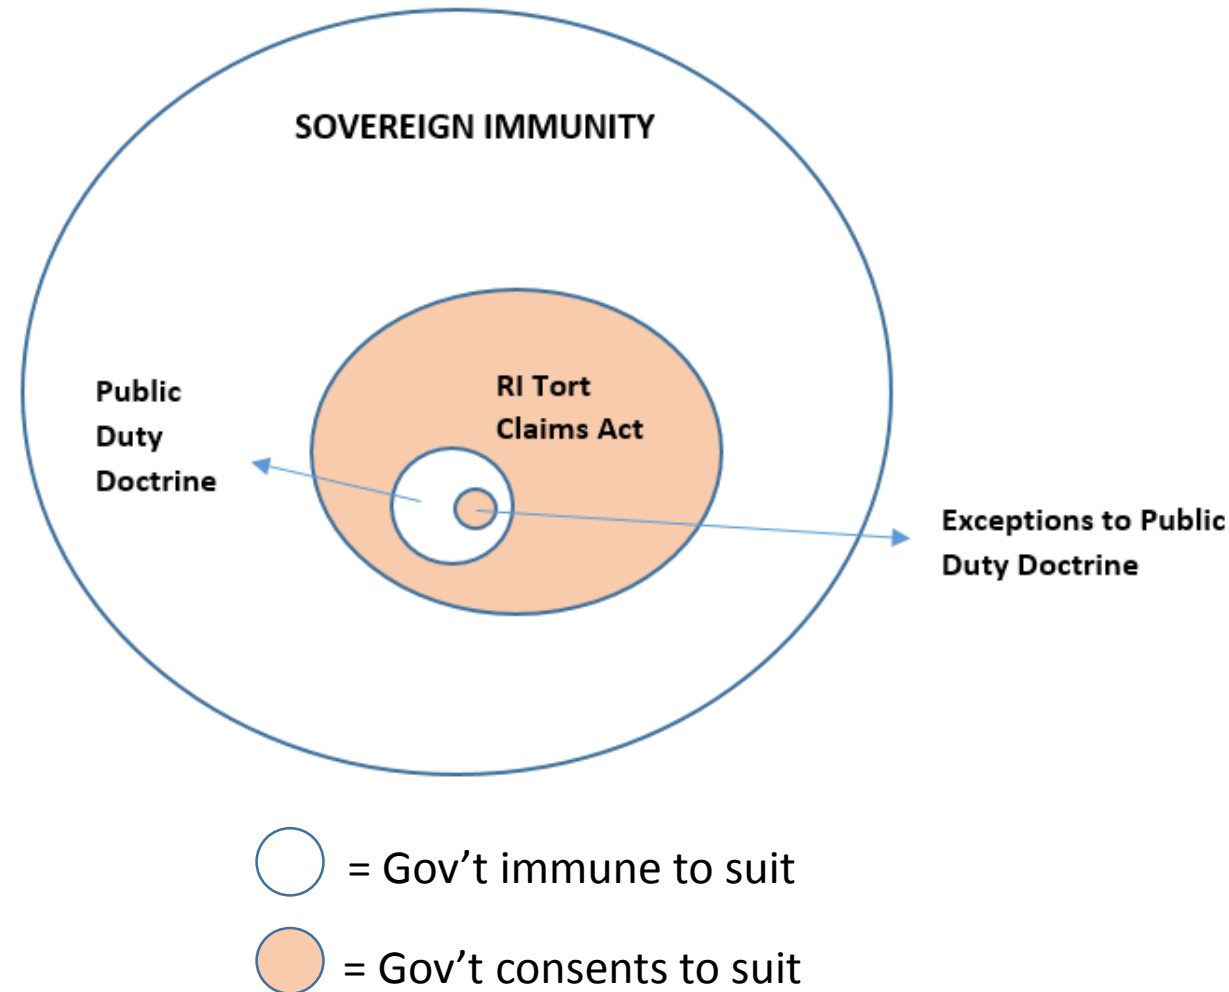 SOVEREIGN IMMUNITY
RI Tort
Claims Act
Public
Duty
Doctrine
Exceptions to Public
Duty Doctrine
= Gov’t immune to suit
= Gov’t consents to suit